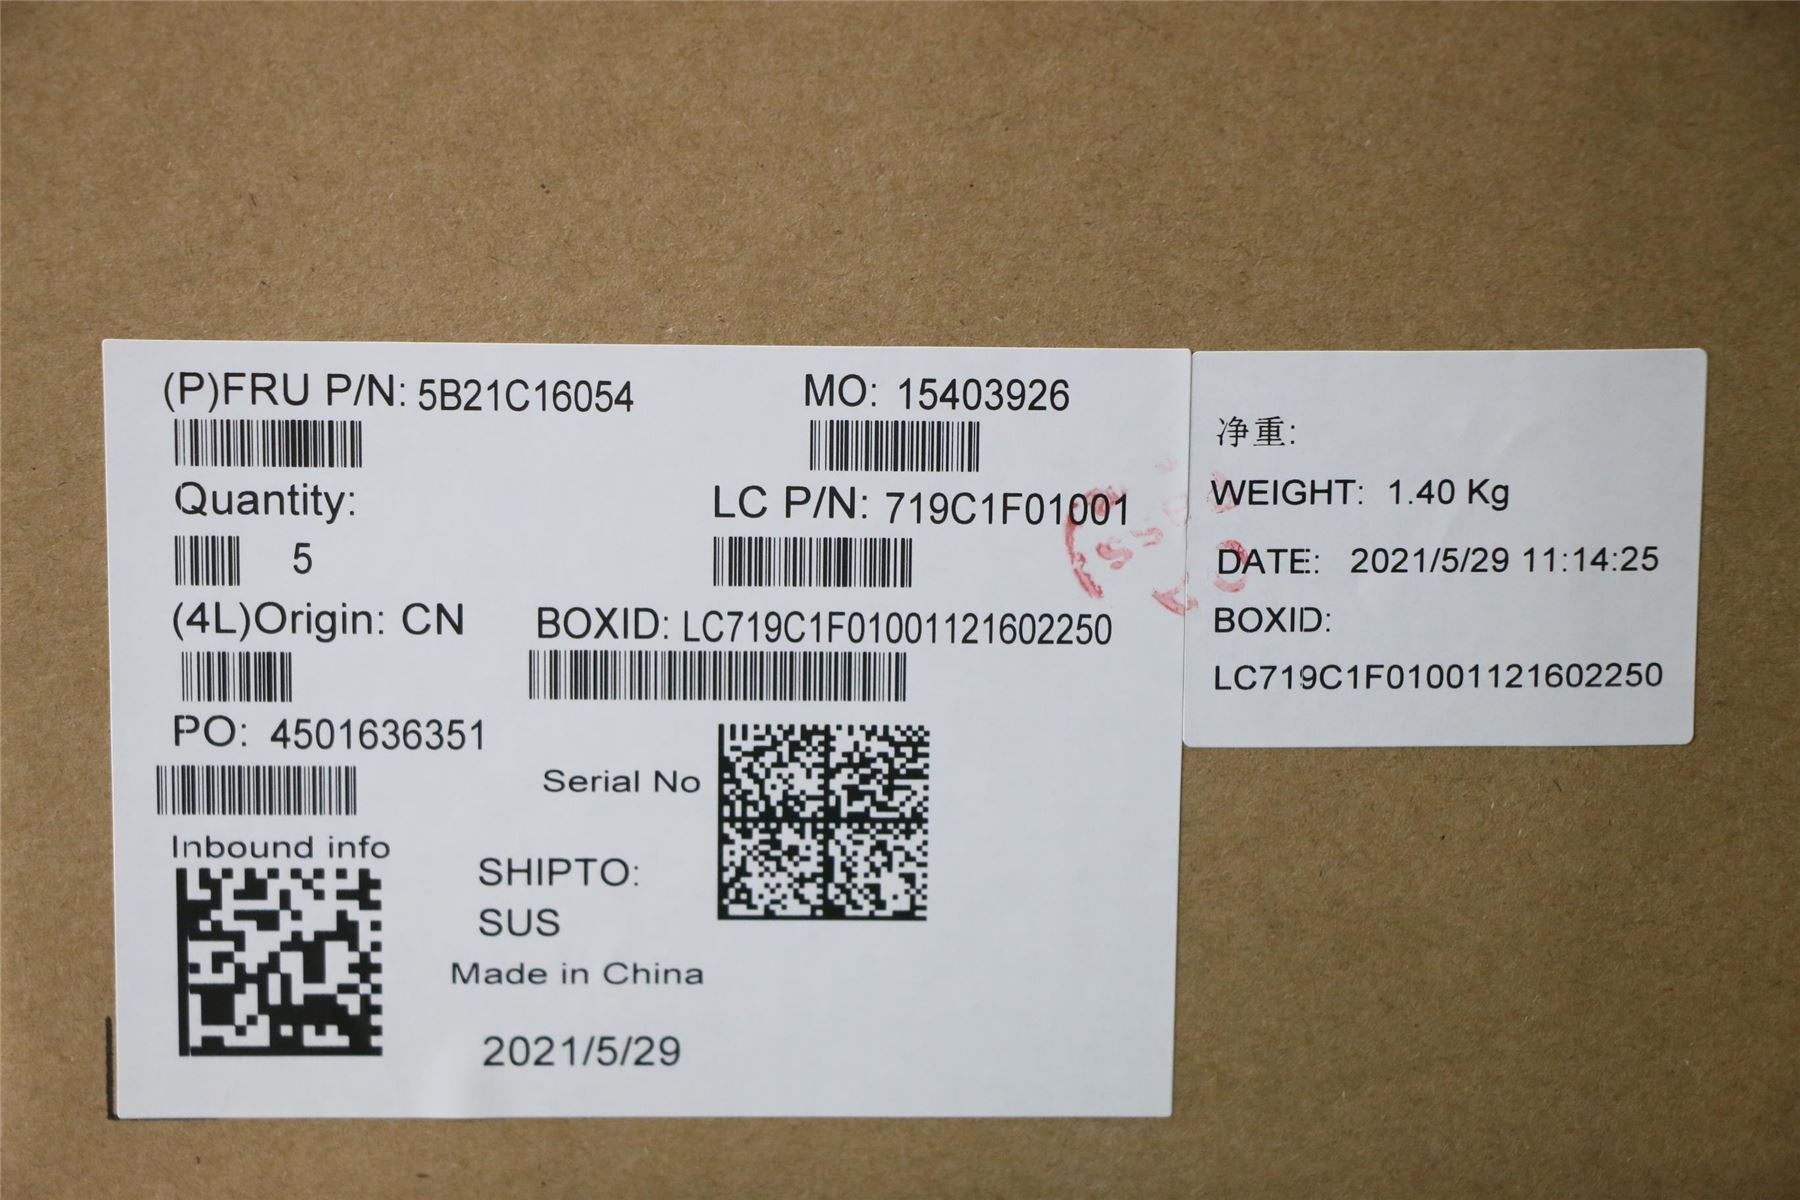 (P)FRU P/N: 5B21C16054
MO: 15403926
Quantity:
5
LC P/N: 719C1F01001
(4L)Origin: CN
BOXID: LC719C1F01001121602250
PO: 4501636351
Serial No
Inbound info
SHIPTO:
SUS
Made in China
2021/5/29
净重:
WEIGHT: 1.40 Kg
DATE: 2021/5/29 11:14:25
BOXID:
LC719C1F01001121602250